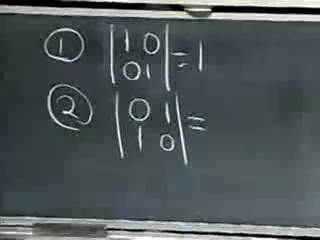 ① |1 0| = 1
|0 1|
② |0 1| =
|1 0|